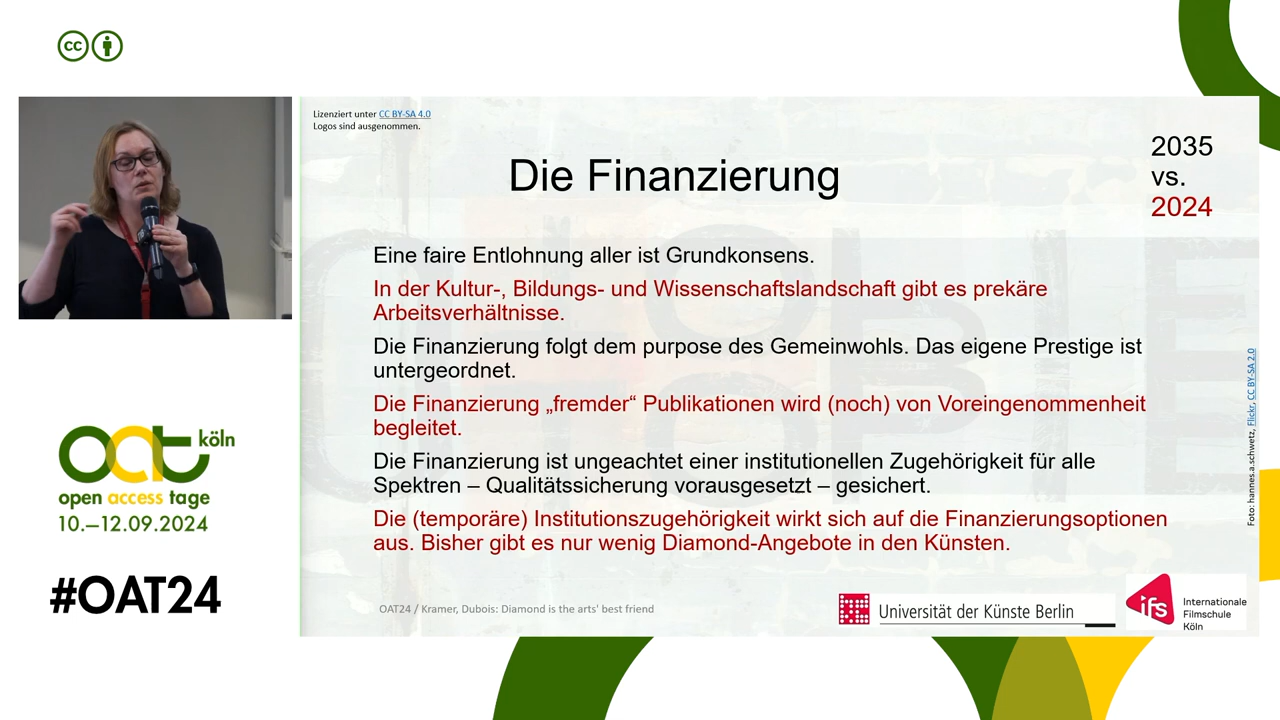 cc
Lizenziert unter CC BY-SA 4.0
Logos sind ausgenommen.
Die Finanzierung
2035
vs.
2024
Eine faire Entlohnung aller ist Grundkonsens.
In der Kultur-, Bildungs- und Wissenschaftslandschaft gibt es prekäre
Arbeitsverhältnisse.
Die Finanzierung folgt dem purpose des Gemeinwohls. Das eigene Prestige ist
untergeordnet.
Die Finanzierung „fremder“ Publikationen wird (noch) von Voreingenommenheit
begleitet.
Die Finanzierung ist ungeachtet einer institutionellen Zugehörigkeit für alle
Spektren – Qualitätssicherung vorausgesetzt – gesichert.
Die (temporäre) Institutionszugehörigkeit wirkt sich auf die Finanzierungsoptionen
aus. Bisher gibt es nur wenig Diamond-Angebote in den Künsten.
Foto: hannes.a.schwetz, Flickr, CC BY-SA 2.0
OAT24 / Kramer, Dubois: Diamond is the arts' best friend
Universität der Künste Berlin
ifs
Internationale
Filmschule
Köln
oat köln
open access tage
10.–12.09.2024
#OAT24